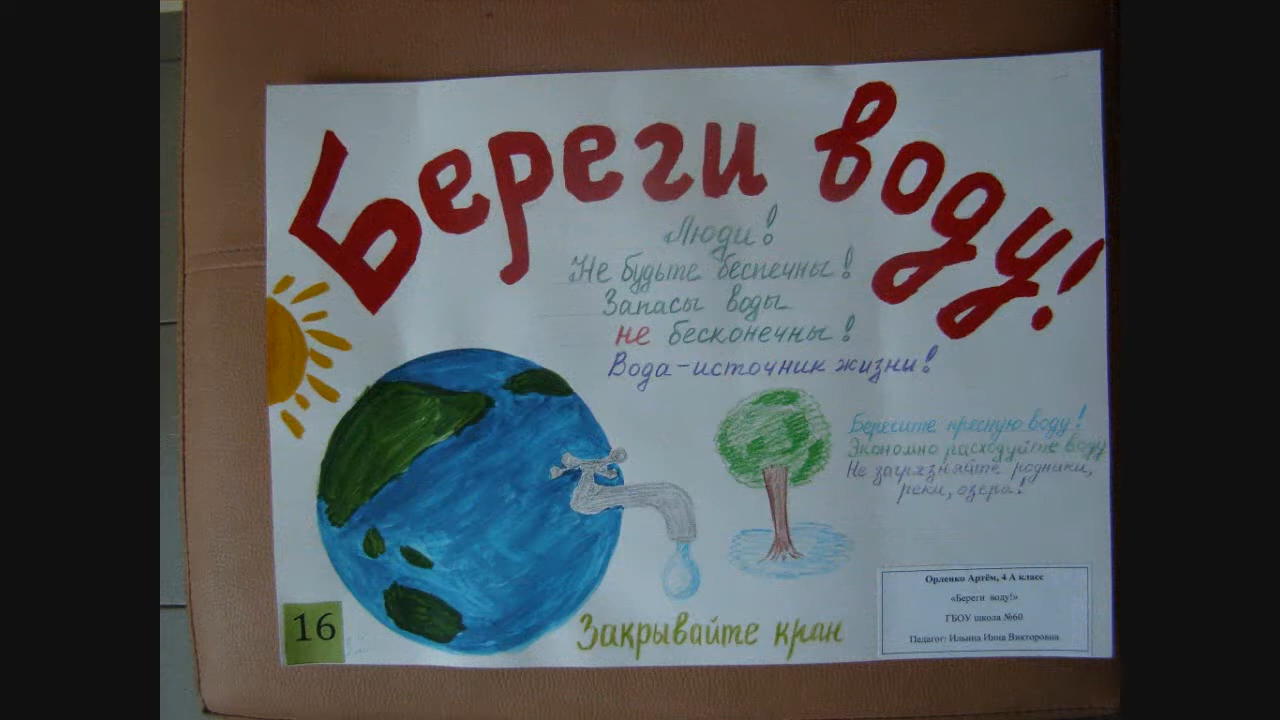 Береги воду!
Люди!
Не будьте беспечны!
Запасы воды
не бесконечны!
Вода-источник жизни!
Берегите пресную воду!
Экономно расходуйте воду
Не загрязняйте родники,
реки, озера!
Закрывайте кран
16
Орленко Артём, 4 А класс
«Береги воду!»
ГБОУ школа №60
Педагог: Ильина Инна Викторовна